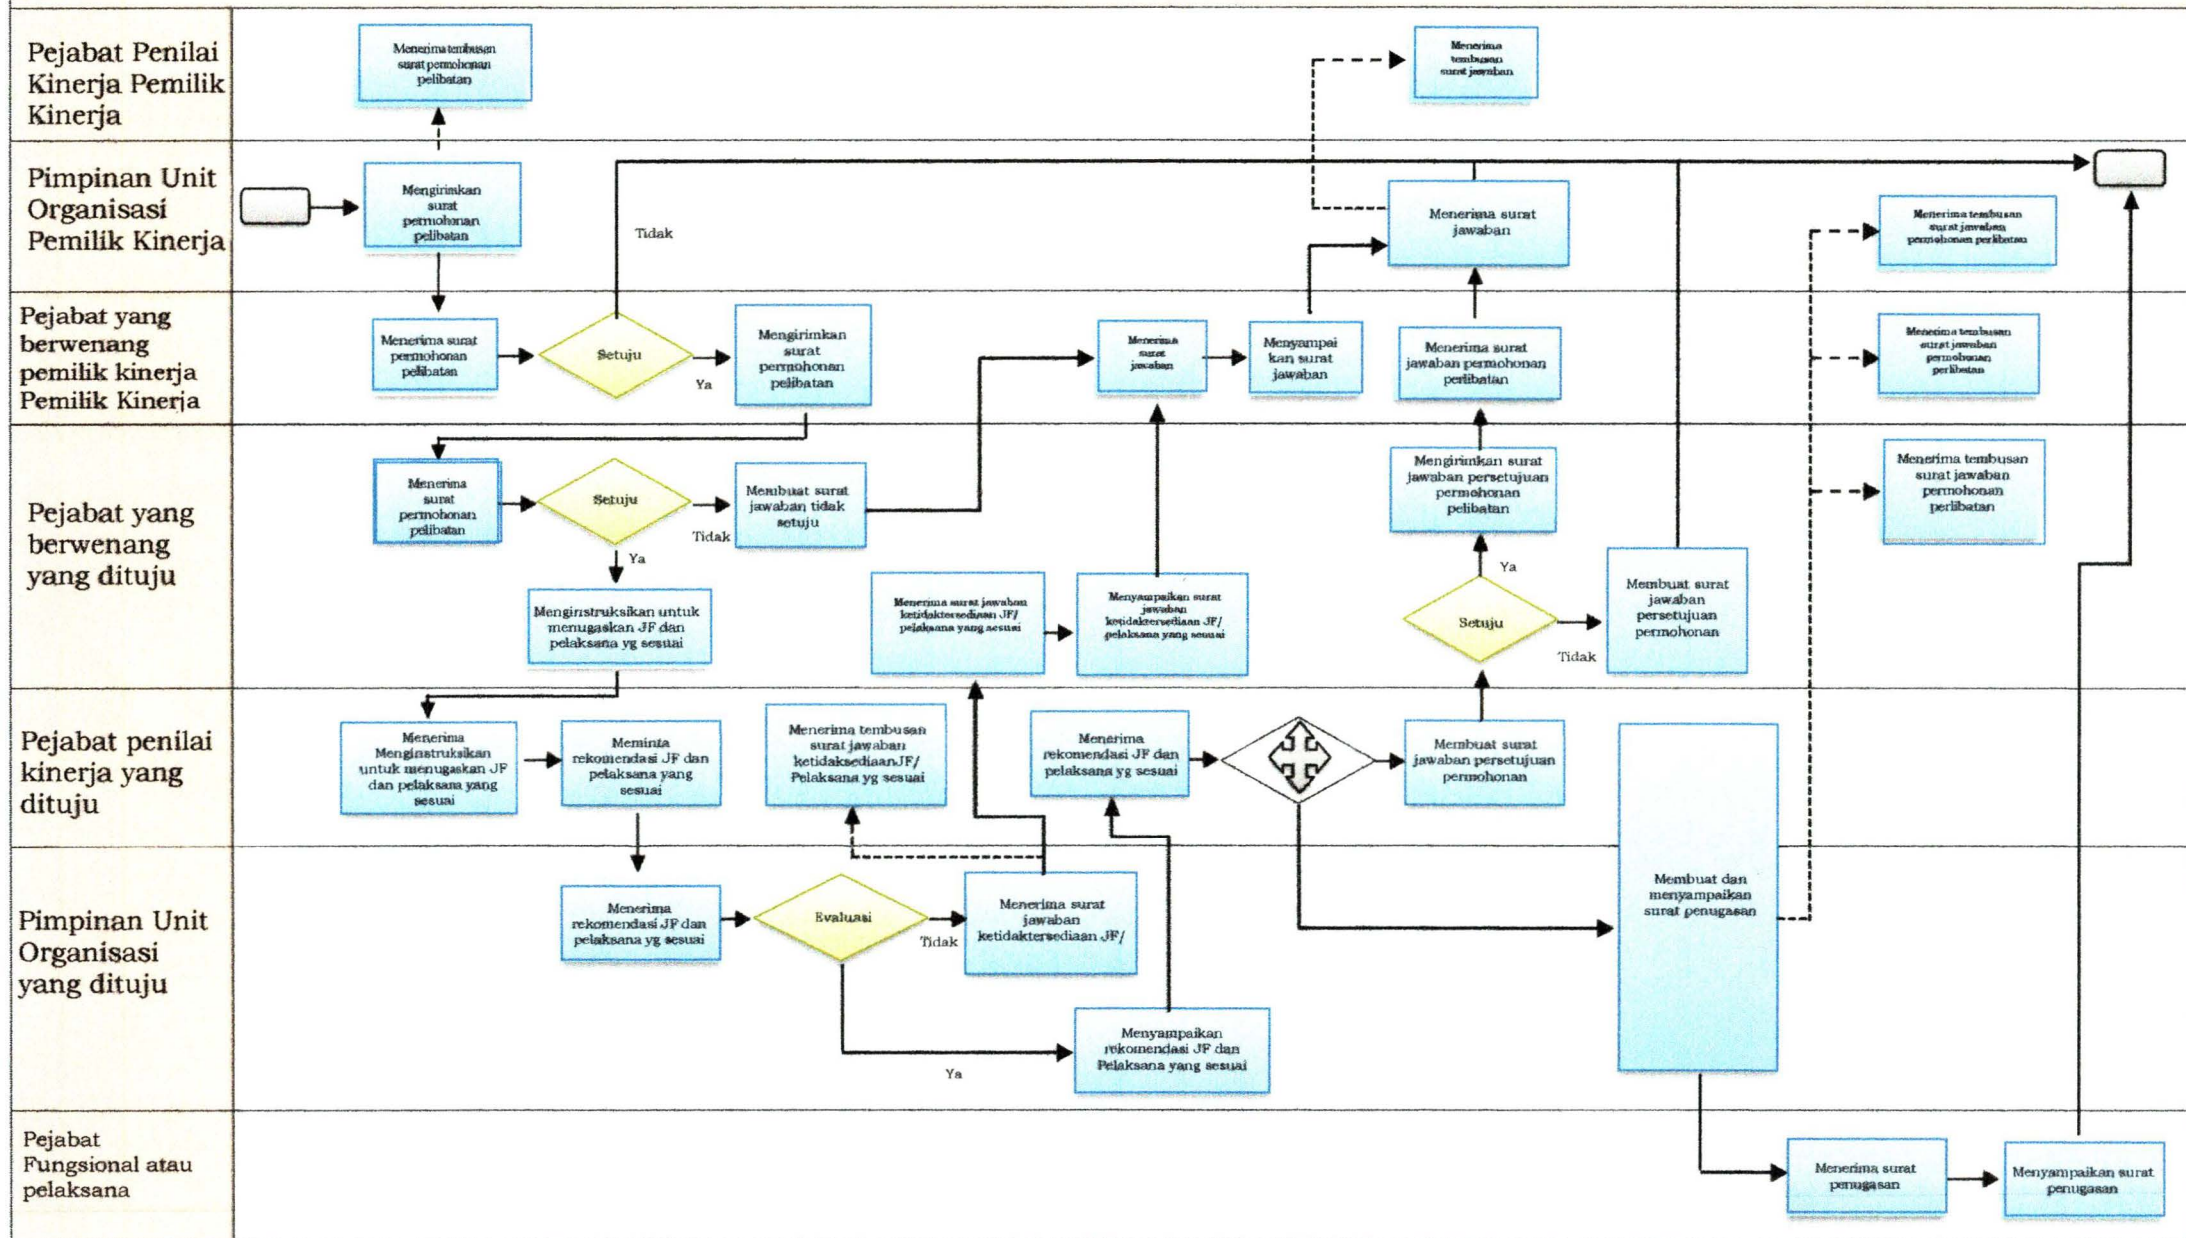 Pejabat Penilai
Kinerja Pemilik
Kinerja
Menerima tembusan
surat permohonan
pelibatan
Menerima
tembusan
surat jawaban
Pimpinan Unit
Organisasi
Pemilik Kinerja
Mengirimkan
surat
permohonan
pelibatan
Tidak
Menerima surat
jawaban
Menerima tembusan
surat jawaban
permohonan perlibatan
Pejabat yang
berwenang
pemilik kinerja
Pemilik Kinerja
Menerima surat
permohonan
pelibatan
Setuju
Ya
Mengirimkan
surat
permohonan
pelibatan
Menerima
surat
jawaban
Menyampai
kan surat
jawaban
Menerima surat
jawaban permohonan
perlibatan
Menerima tembusan
surat jawaban
permohonan
perlibatan
Pejabat yang
berwenang
yang dituju
Menerima
surat
permohonan
pelibatan
Setuju
Tidak
Ya
Membuat surat
jawaban tidak
setuju
Menginstruksikan untuk
menugaskan JF dan
pelaksana yg sesuai
Menerima surat jawaban
ketidaktersediaan JF/
pelaksana yang sesuai
Menyampaikan surat
jawaban
ketidaktersediaan JF/
pelaksana yang sesuai
Mengirimkan surat
jawaban persetujuan
permohonan
pelibatan
Ya
Setuju
Tidak
Membuat surat
jawaban
persetujuan
permohonan
Menerima tembusan
surat jawaban
permohonan
perlibatan
Pejabat penilai
kinerja yang
dituju
Menerima
Menginstruksikan
untuk menugaskan JF
dan pelaksana yang
sesuai
Meminta
rekomendasi JF dan
pelaksana yang
sesuai
Menerima tembusan
surat jawaban
ketidaksediaanJF/
Pelaksana yg sesuai
Menerima
rekomendasi JF dan
pelaksana yg sesuai
Membuat surat
jawaban persetujuan
permohonan
Membuat dan
menyampaikan
surat penugasan
Pimpinan Unit
Organisasi
yang dituju
Menerima
rekomendasi JF dan
pelaksana yg sesuai
Evaluasi
Tidak
Menerima surat
jawaban
ketidaktersediaan JF/
Ya
Menyampaikan
rekomendasi JF dan
Pelaksana yang sesuai
Pejabat
Fungsional atau
pelaksana
Menerima surat
penugasan
Menyampaikan surat
penugasan